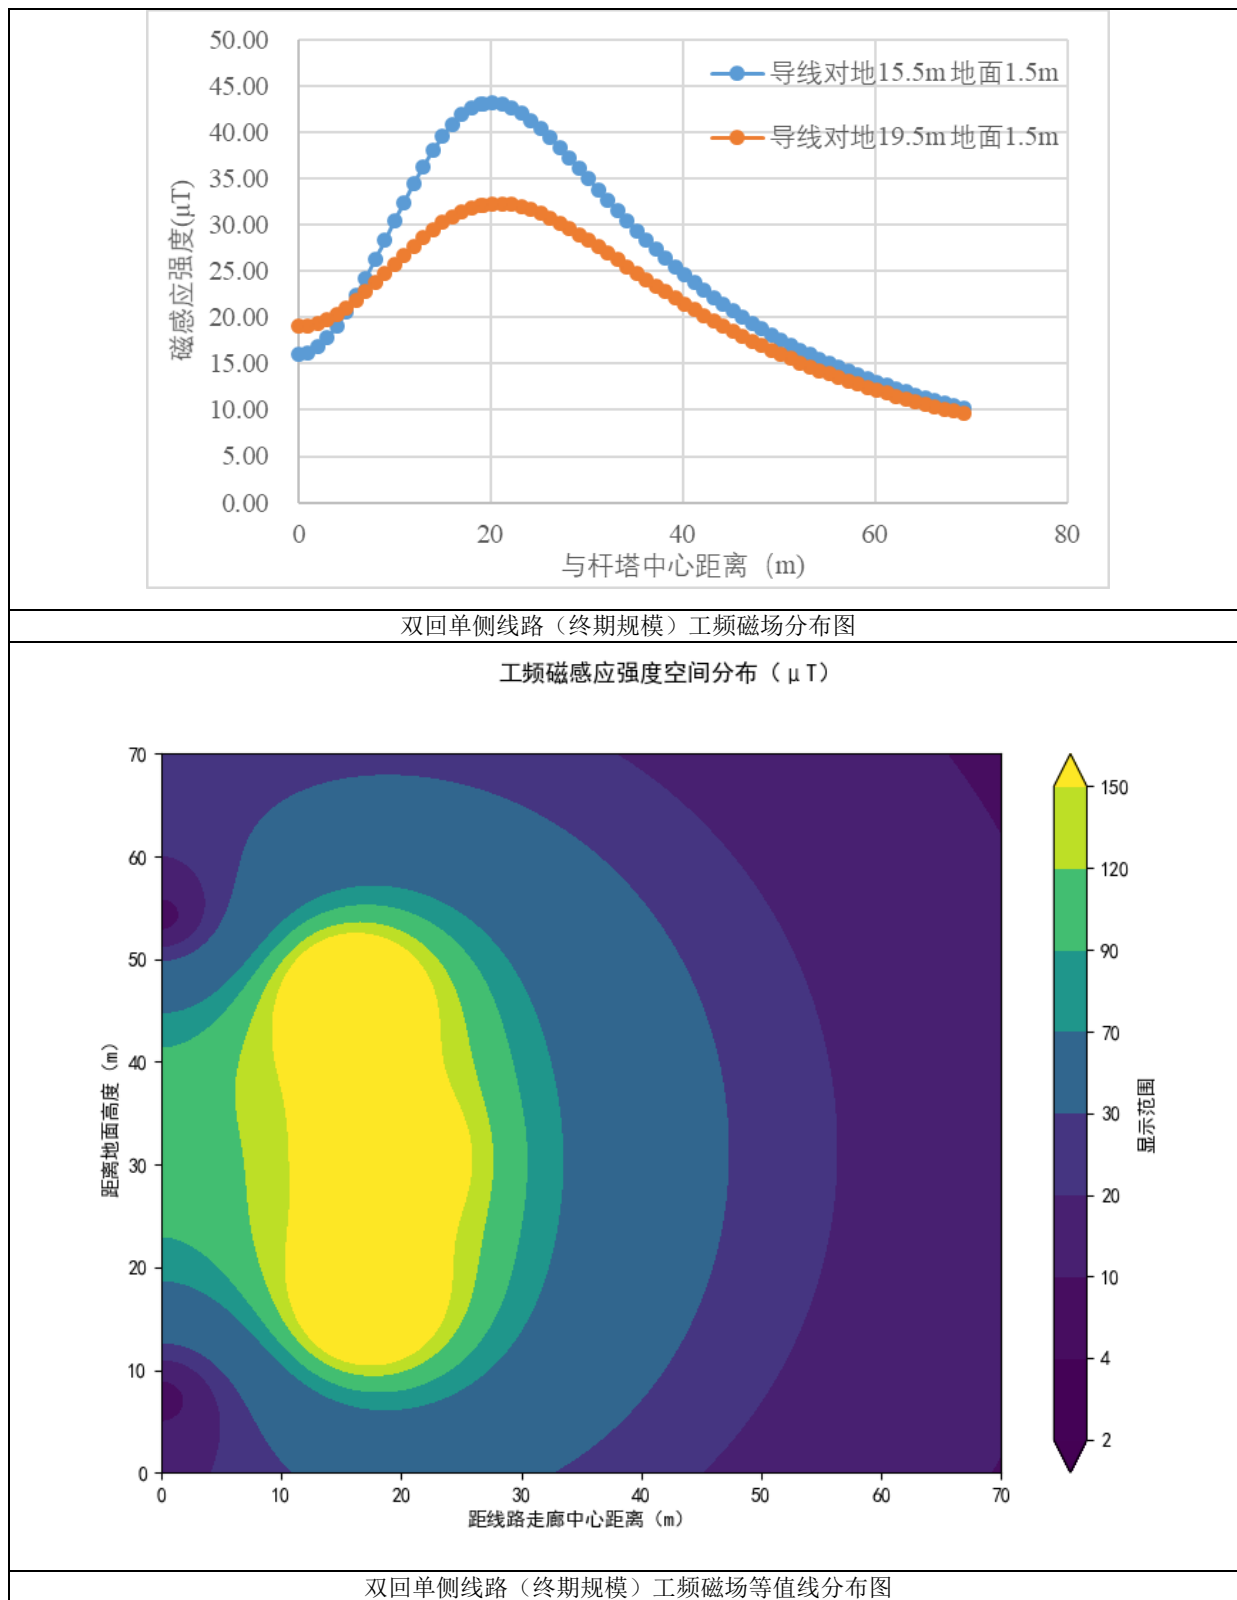 50.00
45.00
40.00
35.00
30.00
25.00
20.00
15.00
10.00
5.00
0.00
磁感应强度(μT)
导线对地15.5m 地面1.5m
导线对地19.5m 地面1.5m
0 20 40 60 80
与杆塔中心距离（m)
双回单侧线路（终期规模）工频磁场分布图
工频磁感应强度空间分布（μT）
70
60
50
40
30
20
10
0
距离地面高度（m）
0 10 20 30 40 50 60 70
距线路走廊中心距离（m）
150
120
90
70
30
20
10
4
2
显示范围
双回单侧线路（终期规模）工频磁场等值线分布图